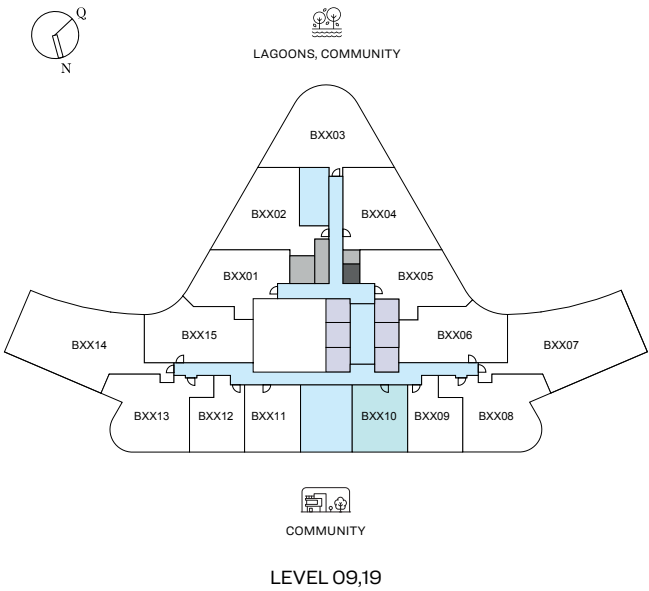 Q
N
LAGOONS, COMMUNITY
BXX03
BXX02
BXX04
BXX01
BXX05
BXX15
BXX06
BXX14
BXX07
BXX13
BXX12
BXX11
BXX10
BXX09
BXX08
COMMUNITY
LEVEL 09,19